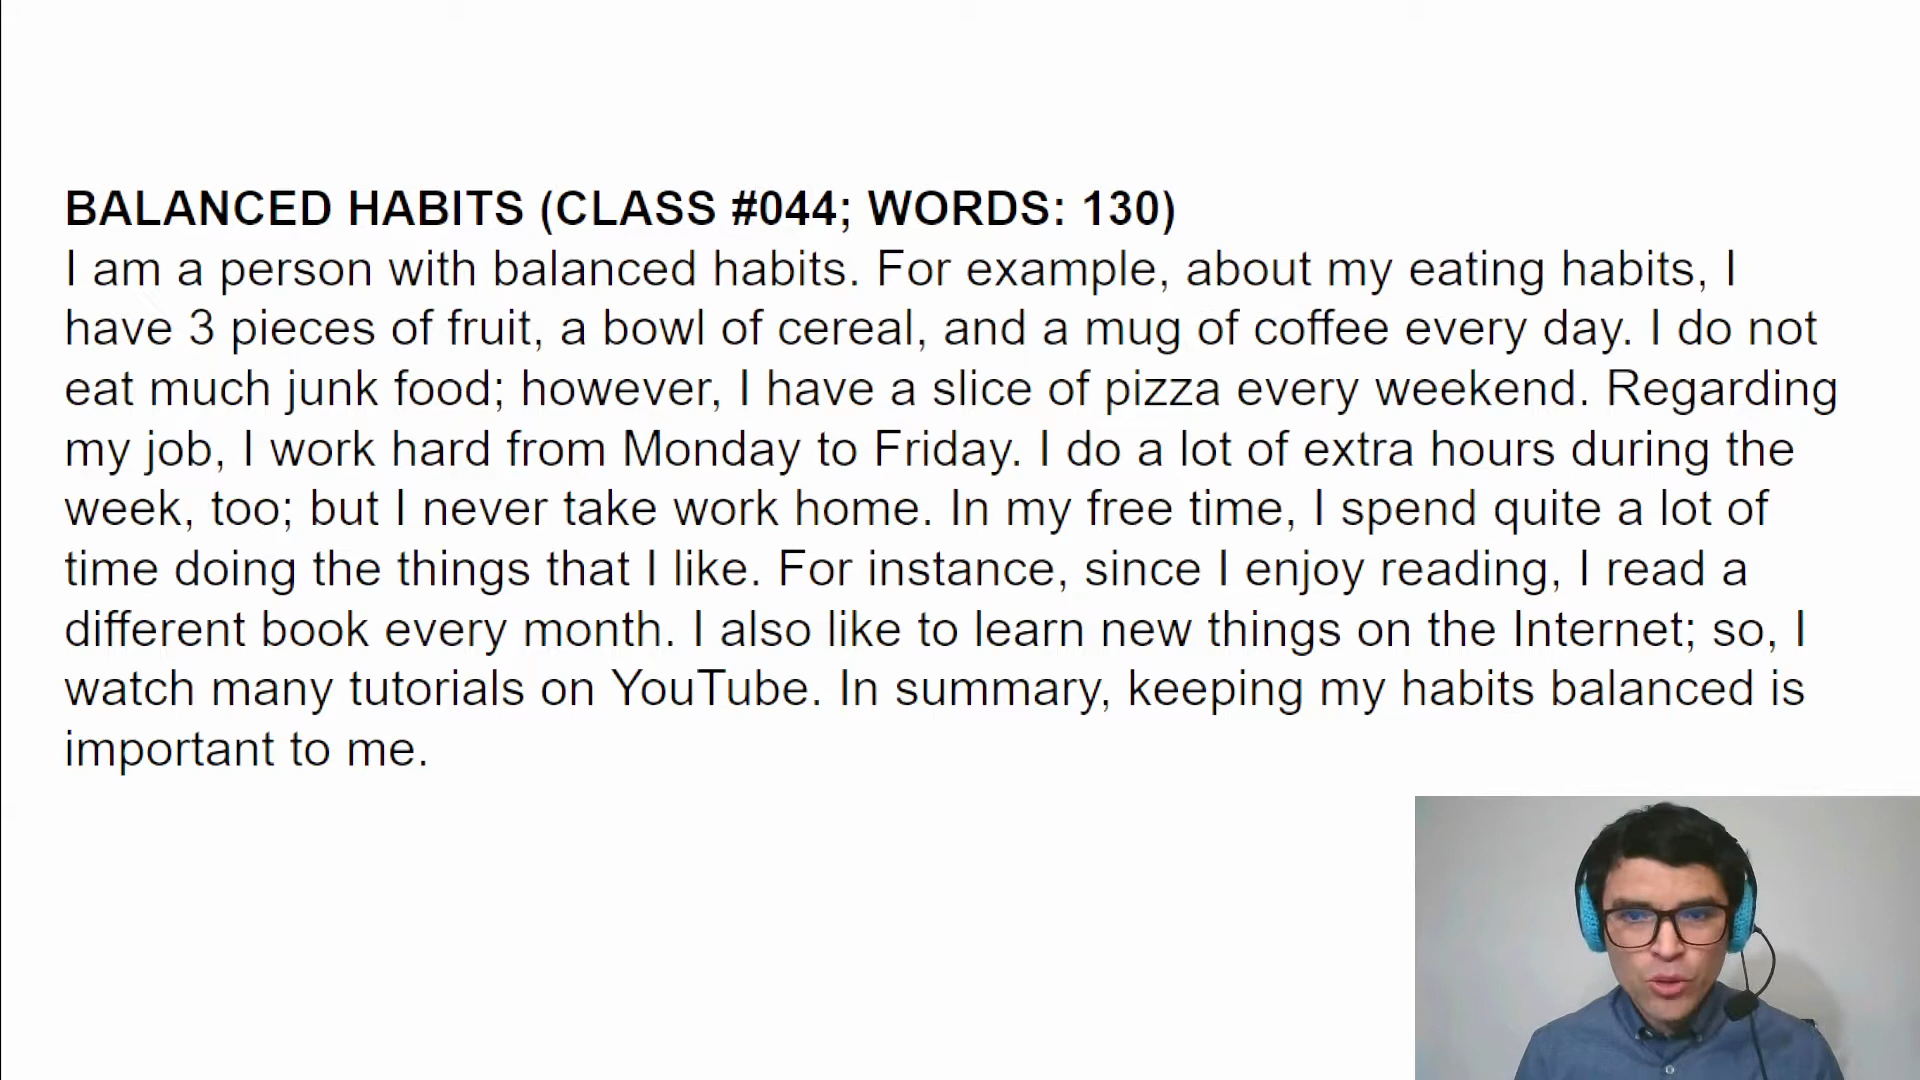 BALANCED HABITS (CLASS #044; WORDS: 130)
I am a person with balanced habits. For example, about my eating habits, I
have 3 pieces of fruit, a bowl of cereal, and a mug of coffee every day. I do not
eat much junk food; however, I have a slice of pizza every weekend. Regarding
my job, I work hard from Monday to Friday. I do a lot of extra hours during the
week, too; but I never take work home. In my free time, I spend quite a lot of
time doing the things that I like. For instance, since I enjoy reading, I read a
different book every month. I also like to learn new things on the Internet; so, I
watch many tutorials on YouTube. In summary, keeping my habits balanced is
important to me.